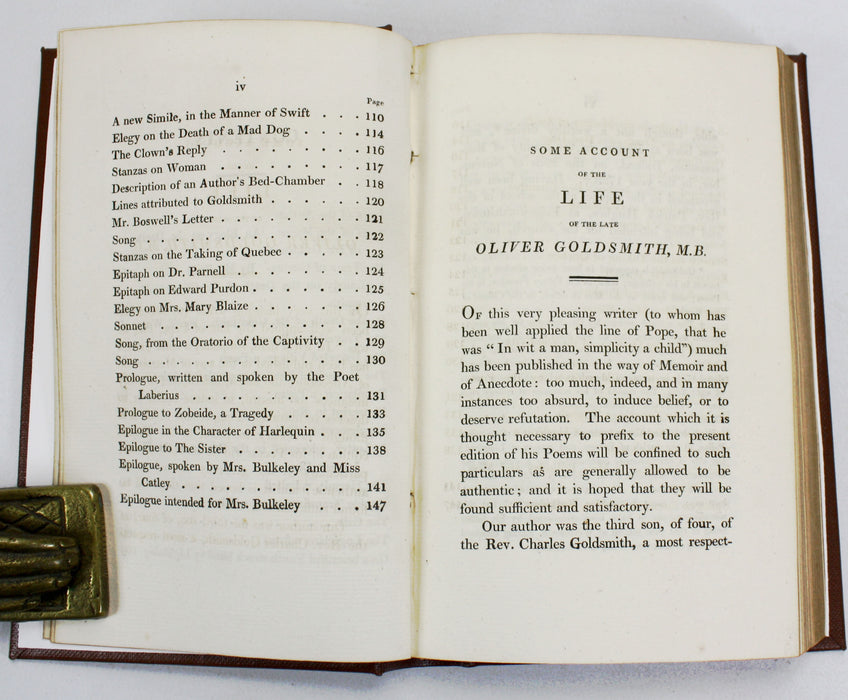 iv
Page
A new Simile, in the Manner of Swift . . . 110
Elegy on the Death of a Mad Dog . . . . 114
The Clown's Reply . . . . . . . . 116
Stanzas on Woman . . . . . . . . 117
Description of an Author's Bed-Chamber . . 118
Lines attributed to Goldsmith . . . . . . 120
Mr. Boswell's Letter . . . . . . . . 121
Song . . . . . . . . . . . . 122
Stanzas on the Taking of Quebec . . . . . 123
Epitaph on Dr. Parnell . . . . . . . 124
Epitaph on Edward Purdon . . . . . . 125
Elegy on Mrs. Mary Blaize . . . . . . 126
Sonnet . . . . . . . . . . . 128
Song, from the Oratorio of the Captivity . . 129
Song . . . . . . . . . . . . 130
Prologue, written and spoken by the Poet
Laberius . . . . . . . . . 131
Prologue to Zobeide, a Tragedy . . . . . 133
Epilogue in the Character of Harlequin . . . 135
Epilogue to The Sister . . . . . . . 138
Epilogue, spoken by Mrs. Bulkeley and Miss
Catley . . . . . . . . . . 141
Epilogue intended for Mrs. Bulkeley . . 147
SOME ACCOUNT
OF THE
LIFE
OF THE LATE
OLIVER GOLDSMITH, M.B.
OF this very pleasing writer (to whom has
been well applied the line of Pope, that he
was "In wit a man, simplicity a child") much
has been published in the way of Memoir and
of Anecdote: too much, indeed, and in many
instances too absurd, to induce belief, or to
deserve refutation. The account which it is
thought necessary to prefix to the present
edition of his Poems will be confined to such
particulars as are generally allowed to be
authentic; and it is hoped that they will be
found sufficient and satisfactory.
Our author was the third son, of four, of
the Rev. Charles Goldsmith, a most respect-